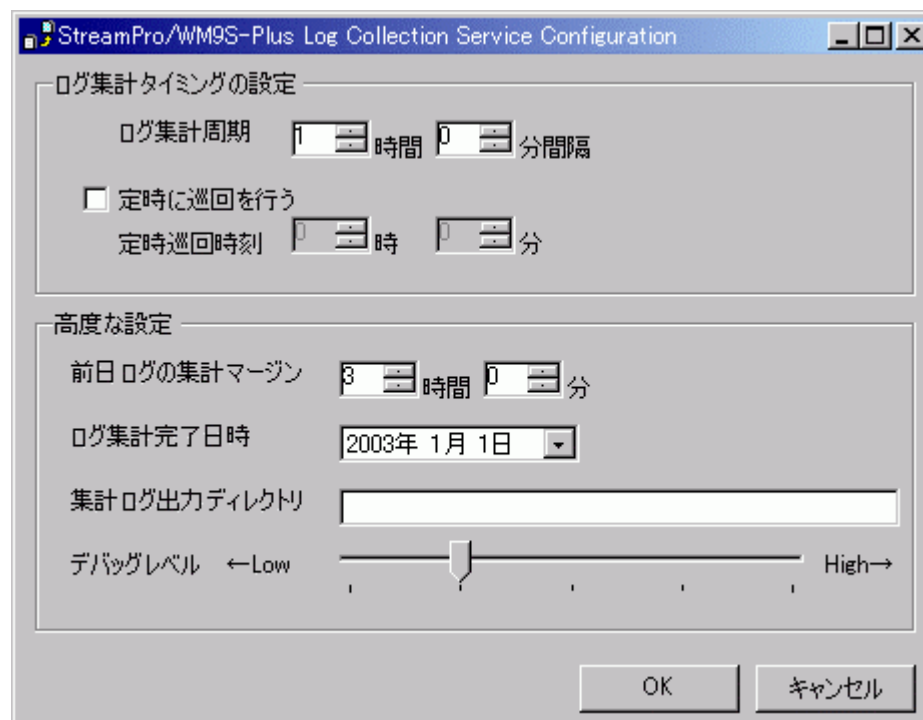 StreamPro/WM9S-Plus Log Collection Service Configuration
ログ集計タイミングの設定
ログ集計周期 1 時間 0 分間隔
定時に巡回を行う
定時巡回時刻 0 時 0 分
高度な設定
前日ログの集計マージン 3 時間 0 分
ログ集計完了日時 2003年 1月 1日
集計ログ出力ディレクトリ
デバッグレベル ←Low High→
OK キャンセル